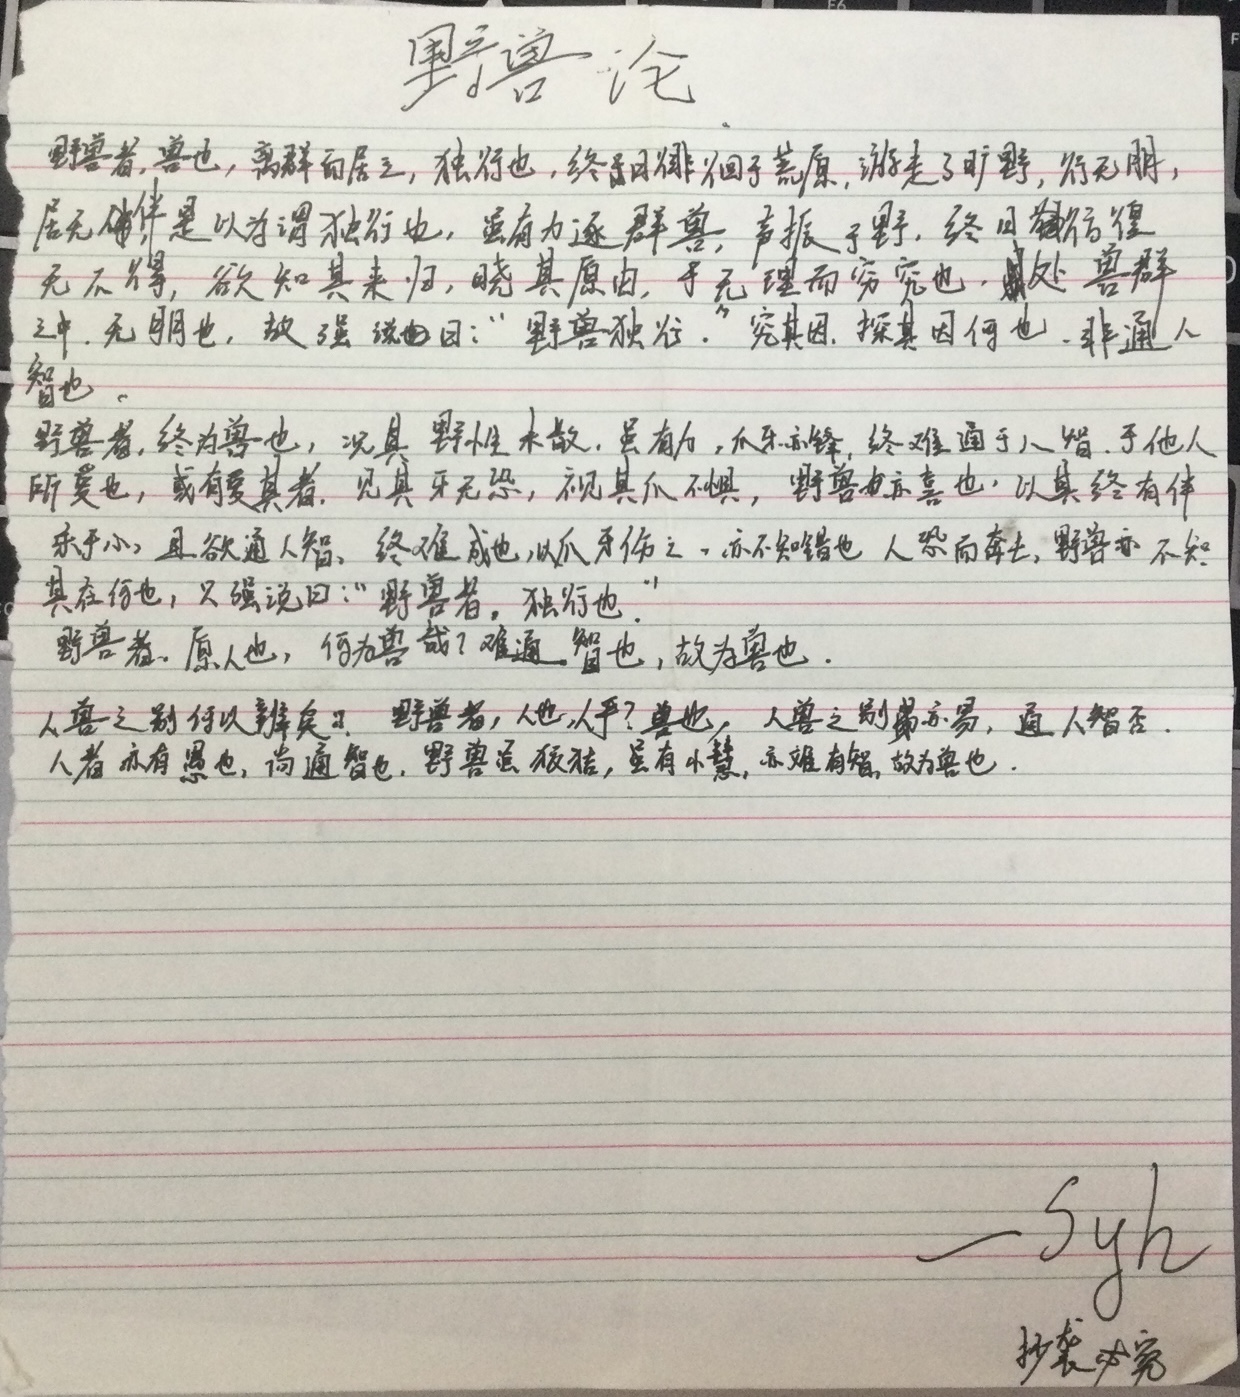 野兽论
野兽者,兽也,离群而居之,独行也,终日徘徊于荒原,游走于旷野,行无朋,
居无伴是以为谓独行也,虽有力逐群兽,声振于野,终日彷徨
无不得,欲知其来归,晓其原由,于无理而穷究也,处兽群
之中.无朋也,故强说曰:“野兽独行.”究其因.探其因何也.非通人
智也.
野兽者,终为兽也,况其野性未散.虽有力,爪牙亦锋,终难通于人智.于他人
所爱也,或有爱其者.见其牙无恐,视其爪不惧,野兽亦喜也.以其终有伴
乐于心,且欲通人智、终难成也,以爪牙伤之,亦不知错也 人恐而奔去,野兽亦不知
其在何也,只强说曰:“野兽者,独行也.”
野兽者.原人也,何为兽哉?难通智也,故为兽也.
人兽之别何以辨矣? 野兽者,人也,人乎?兽也,人兽之别亦易,通人智否.
人者亦有愚也,尚通智也.野兽虽狡猾,虽有小慧,亦难有智,故为兽也.
—Syh
抄袭必究